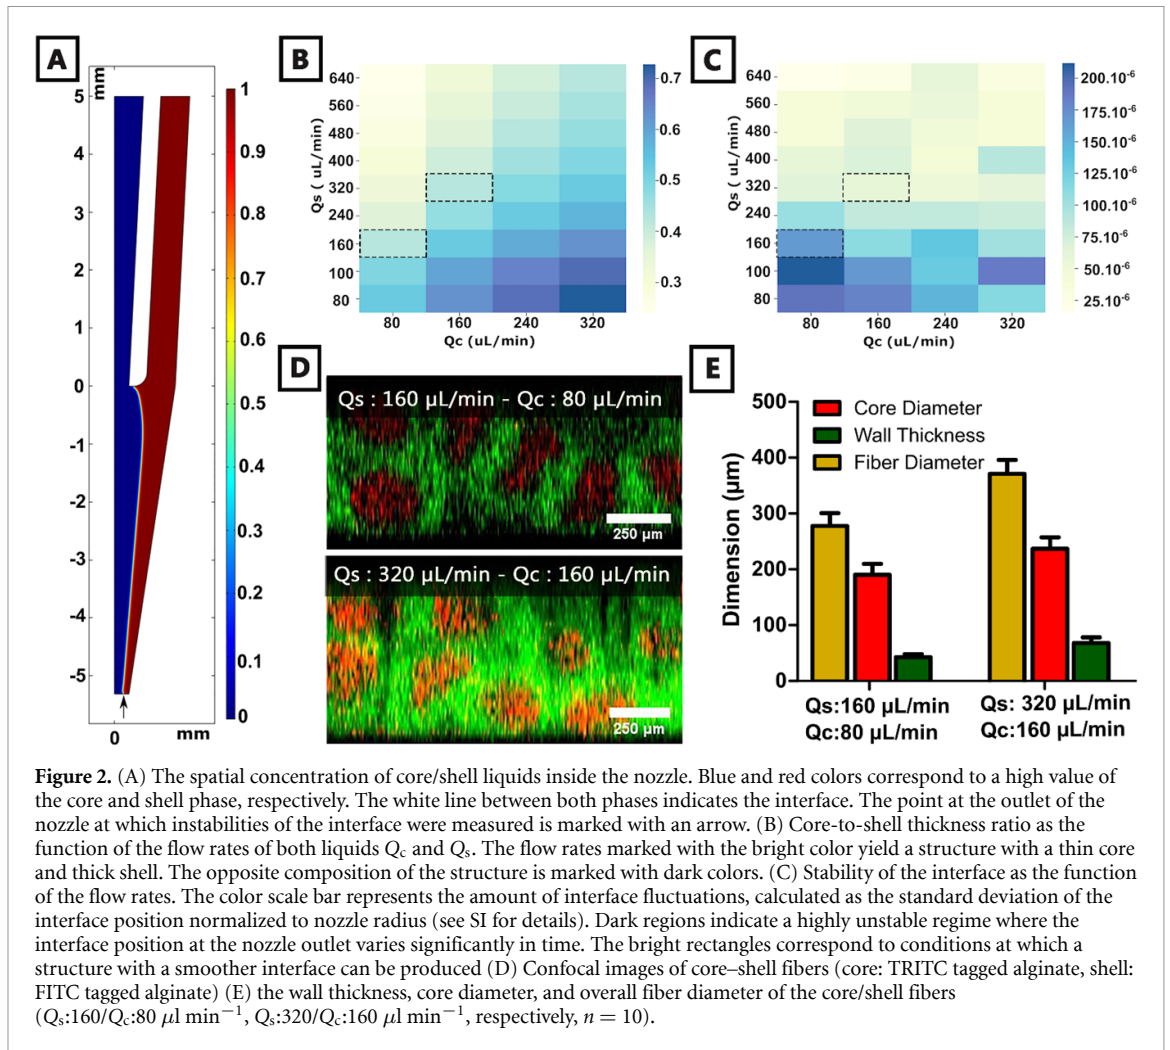 A
mm
5
4
3
2
1
0
-1
-2
-3
-4
-5
0
mm
1
0.9
0.8
0.7
0.6
0.5
0.4
0.3
0.2
0.1
0
B
Qs ( uL/min)
640
560
480
400
320
240
160
100
80
80 160 240 320
Qc (uL/min)
0.7
0.6
0.5
0.4
0.3
C
Qs ( uL/min)
640
560
480
400
320
240
160
100
80
80 160 240 320
Qc (uL/min)
200.10⁻⁶
175.10⁻⁶
150.10⁻⁶
125.10⁻⁶
100.10⁻⁶
75.10⁻⁶
50.10⁻⁶
25.10⁻⁶
D
Qs : 160 µL/min - Qc : 80 µL/min
250 µm
Qs : 320 µL/min - Qc : 160 µL/min
250 µm
E
Dimension (µm)
500
400
300
200
100
0
Core Diameter
Wall Thickness
Fiber Diameter
Qs:160 µL/min
Qc:80 µL/min
Qs: 320 µL/min
Qc:160 µL/min
Figure 2. (A) The spatial concentration of core/shell liquids inside the nozzle. Blue and red colors correspond to a high value of
the core and shell phase, respectively. The white line between both phases indicates the interface. The point at the outlet of the
nozzle at which instabilities of the interface were measured is marked with an arrow. (B) Core-to-shell thickness ratio as the
function of the flow rates of both liquids Qc and Qs. The flow rates marked with the bright color yield a structure with a thin core
and thick shell. The opposite composition of the structure is marked with dark colors. (C) Stability of the interface as the function
of the flow rates. The color scale bar represents the amount of interface fluctuations, calculated as the standard deviation of the
interface position normalized to nozzle radius (see SI for details). Dark regions indicate a highly unstable regime where the
interface position at the nozzle outlet varies significantly in time. The bright rectangles correspond to conditions at which a
structure with a smoother interface can be produced (D) Confocal images of core–shell fibers (core: TRITC tagged alginate, shell:
FITC tagged alginate) (E) the wall thickness, core diameter, and overall fiber diameter of the core/shell fibers
(Qs:160/Qc:80 µl min⁻¹, Qs:320/Qc:160 µl min⁻¹, respectively, n = 10).